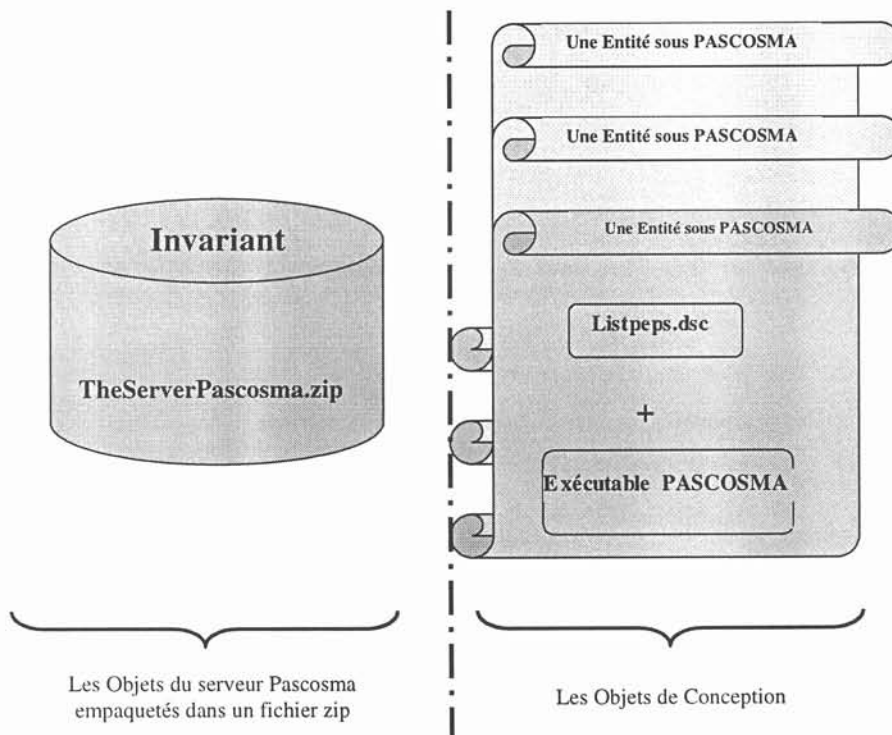 Invariant
TheServerPascosma.zip
Les Objets du serveur Pascosma
empaquetés dans un fichier zip
Une Entité sous PASCOSMA
Une Entité sous PASCOSMA
Une Entité sous PASCOSMA
Listpeps.dsc
+
Exécutable PASCOSMA
Les Objets de Conception